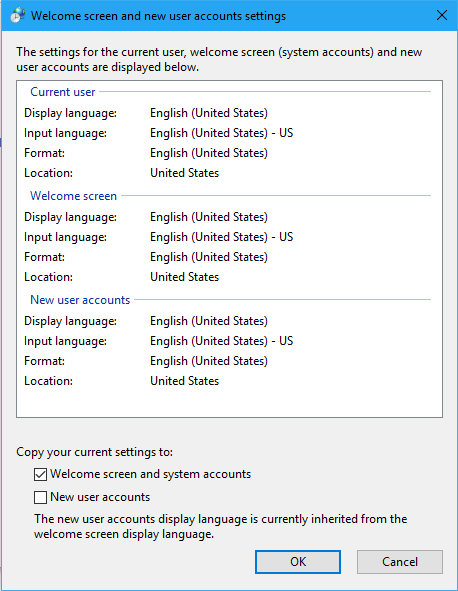 Welcome screen and new user accounts settings
The settings for the current user, welcome screen (system accounts) and new
user accounts are displayed below.
Current user
Display language: English (United States)
Input language: English (United States) - US
Format: English (United States)
Location: United States
Welcome screen
Display language: English (United States)
Input language: English (United States) - US
Format: English (United States)
Location: United States
New user accounts
Display language: English (United States)
Input language: English (United States) - US
Format: English (United States)
Location: United States
Copy your current settings to:
Welcome screen and system accounts
New user accounts
The new user accounts display language is currently inherited from the
welcome screen display language.
OK Cancel